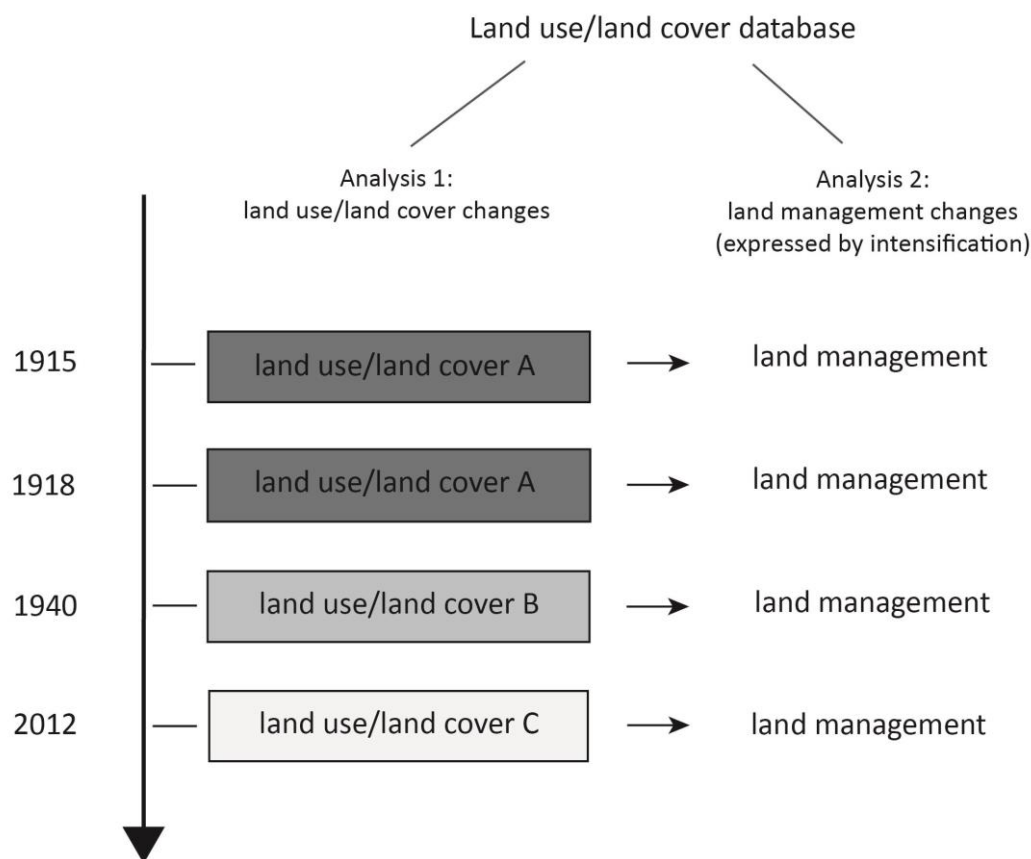 Land use/land cover database
Analysis 1:
land use/land cover changes
Analysis 2:
land management changes
(expressed by intensification)
1915
land use/land cover A
land management
1918
land use/land cover A
land management
1940
land use/land cover B
land management
2012
land use/land cover C
land management